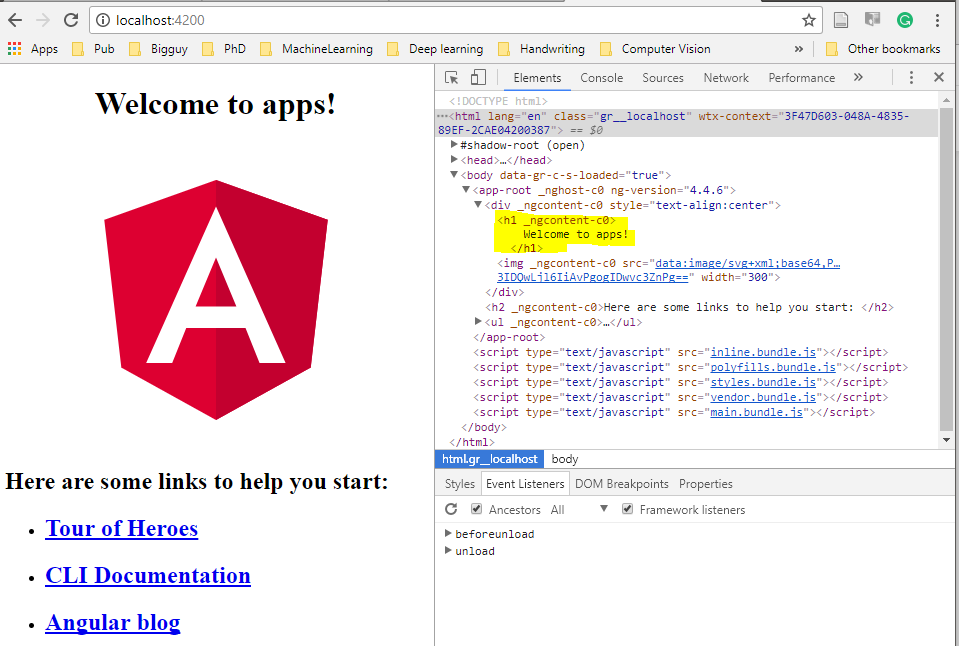 localhost:4200
Apps Pub Bigguy PhD MachineLearning Deep learning Handwriting Computer Vision » Other bookmarks
Welcome to apps!
Here are some links to help you start:
Tour of Heroes
CLI Documentation
Angular blog
Elements Console Sources Network Performance »
<!DOCTYPE html>
<html lang="en" class="gr__localhost" wtx-context="3F47D603-048A-4835-
89EF-2CAE04200387"> == $0
#shadow-root (open)
<head>…</head>
<body data-gr-c-s-loaded="true">
<app-root _nghost-c0 ng-version="4.4.6">
<div _ngcontent-c0 style="text-align:center">
<h1 _ngcontent-c0>
Welcome to apps!
</h1>
<img _ngcontent-c0 src="data:image/svg+xml;base64,P…
3IDQwLjl6IiAvPgogIDwvc3ZnPg==" width="300">
</div>
<h2 _ngcontent-c0>Here are some links to help you start: </h2>
<ul _ngcontent-c0>…</ul>
</app-root>
<script type="text/javascript" src="inline.bundle.js"></script>
<script type="text/javascript" src="polyfills.bundle.js"></script>
<script type="text/javascript" src="styles.bundle.js"></script>
<script type="text/javascript" src="vendor.bundle.js"></script>
<script type="text/javascript" src="main.bundle.js"></script>
</body>
</html>
html.gr__localhost body
Styles Event Listeners DOM Breakpoints Properties
Ancestors All Framework listeners
beforeunload
unload